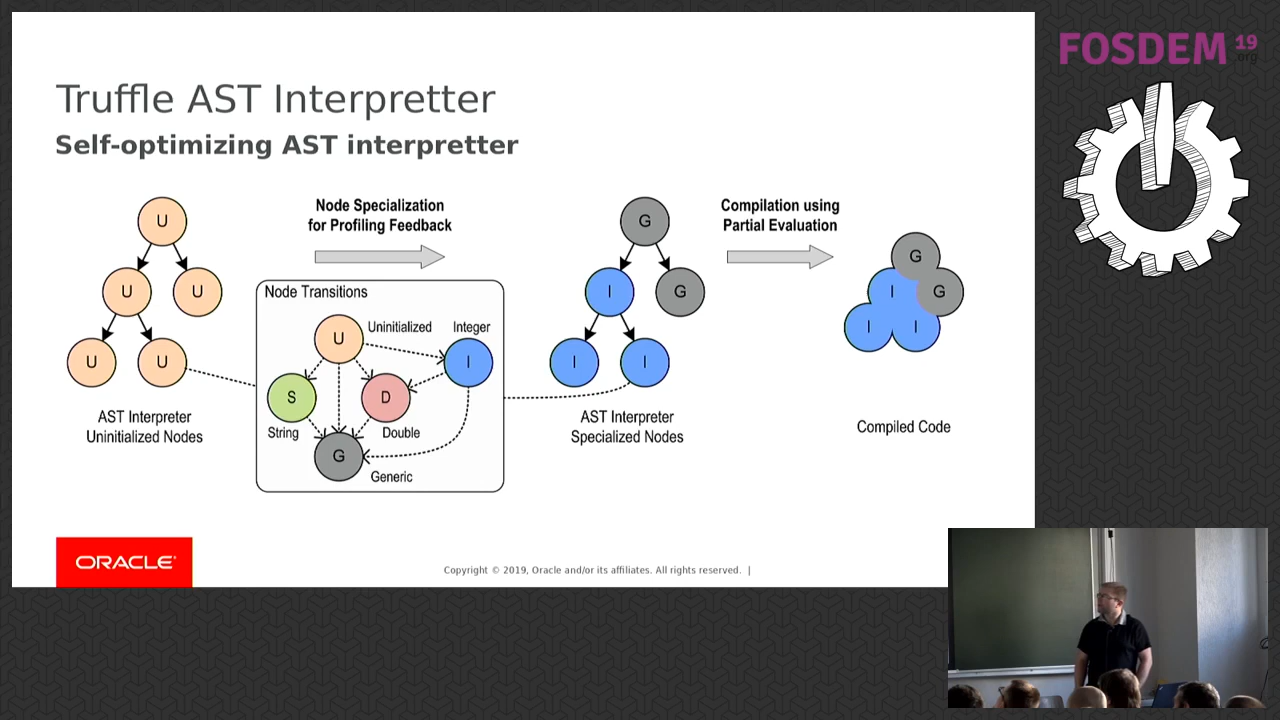 FOSDEM 19
.org
Truffle AST Interpretter
Self-optimizing AST interpretter
Node Specialization
for Profiling Feedback
Compilation using
Partial Evaluation
U
U
U
U
U
AST Interpreter
Uninitialized Nodes
Node Transitions
U
Uninitialized
Integer
I
S
D
String
Double
G
Generic
G
I
G
I
I
AST Interpreter
Specialized Nodes
G
I
G
I
I
Compiled Code
ORACLE®
Copyright © 2019, Oracle and/or its affiliates. All rights reserved. |